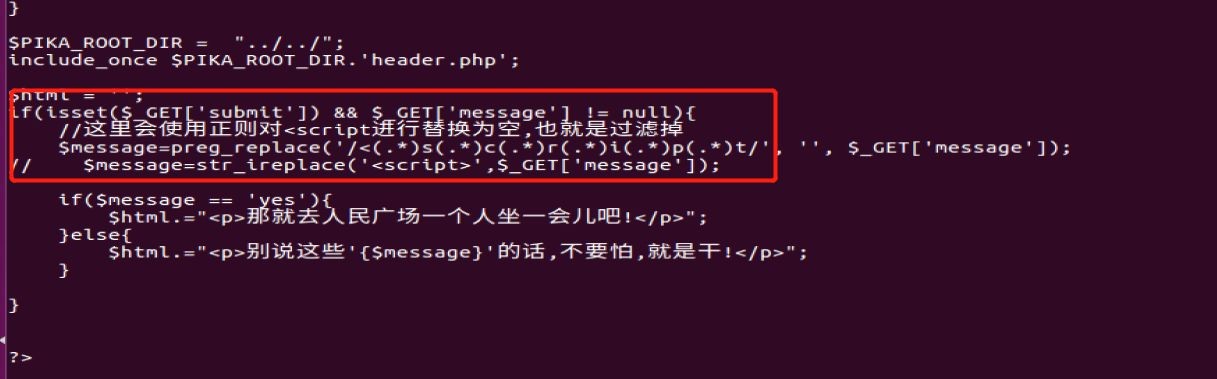 }
$PIKA_ROOT_DIR =  "../../";
include_once $PIKA_ROOT_DIR.'header.php';
$html = '';
if(isset($_GET['submit']) && $_GET['message'] != null){
    //这里会使用正则对<script进行替换为空,也就是过滤掉
    $message=preg_replace('/<(.*)s(.*)c(.*)r(.*)i(.*)p(.*)t/', '', $_GET['message']);
//    $message=str_ireplace('<script>',$_GET['message']);
    if($message == 'yes'){
        $html.="<p>那就去人民广场一个人坐一会儿吧!</p>";
    }else{
        $html.="<p>别说这些'{$message}'的话,不要怕,就是干!</p>";
    }
}
?>